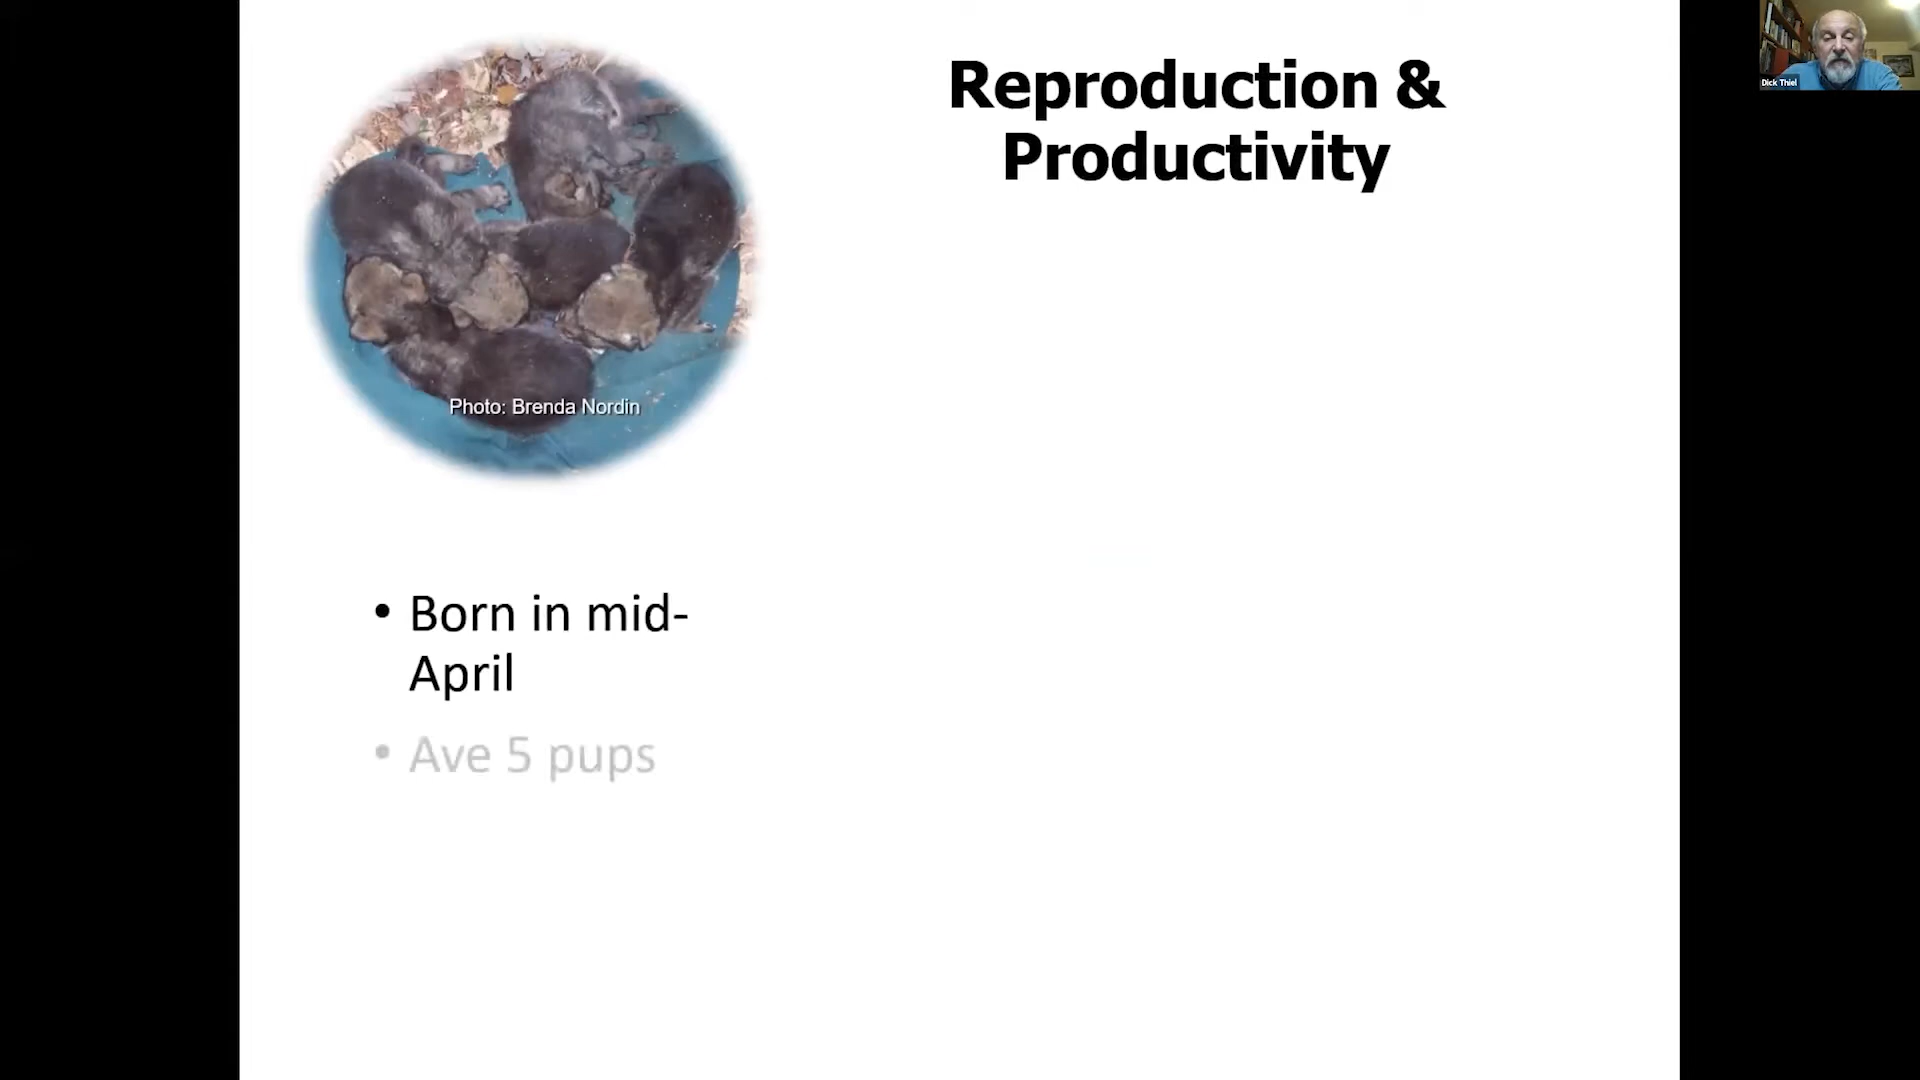 Reproduction &
Productivity
Dick Thiel
Photo: Brenda Nordin
• Born in mid-
April
• Ave 5 pups